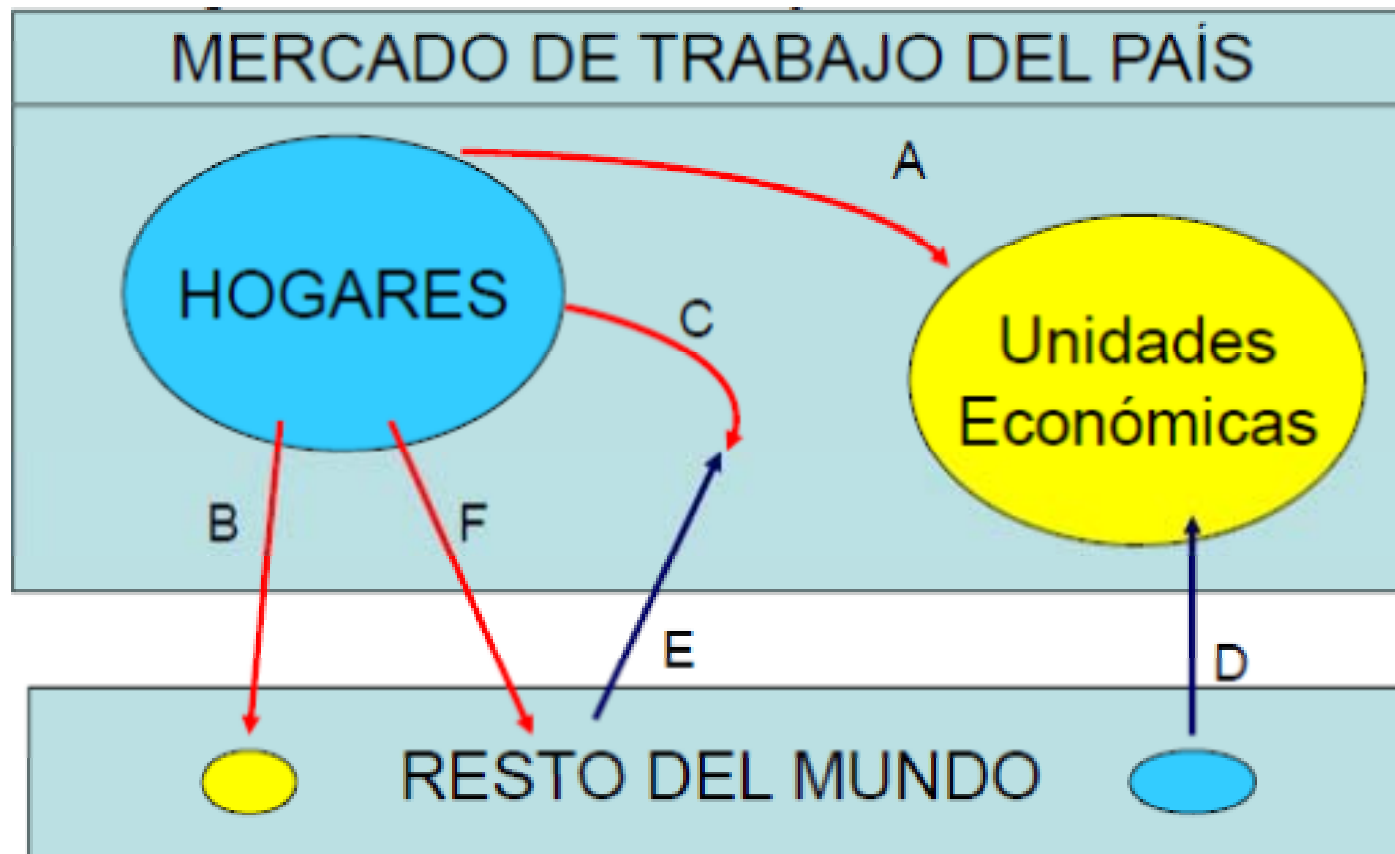 MERCADO DE TRABAJO DEL PAÍS
A
HOGARES
C
Unidades
Económicas
B
F
E
D
RESTO DEL MUNDO